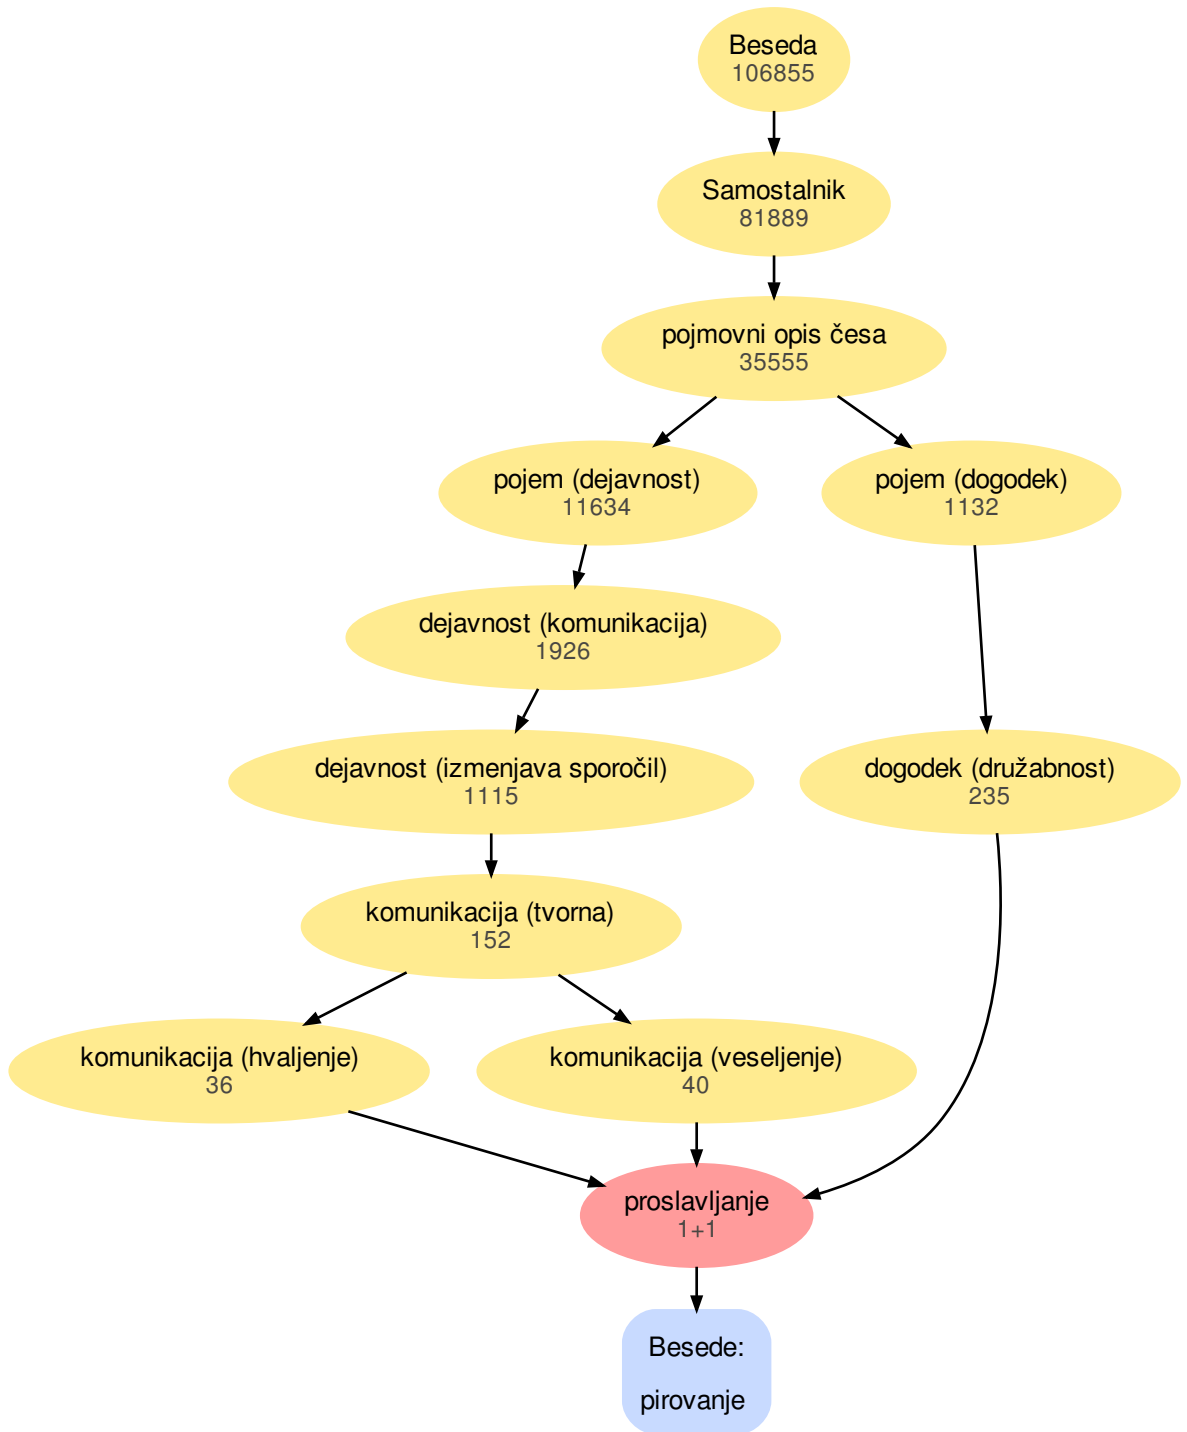 Beseda
106855
Samostalnik
81889
pojmovni opis česa
35555
pojem (dejavnost)
11634
pojem (dogodek)
1132
dejavnost (komunikacija)
1926
dejavnost (izmenjava sporočil)
1115
dogodek (družabnost)
235
komunikacija (tvorna)
152
komunikacija (hvaljenje)
36
komunikacija (veseljenje)
40
proslavljanje
1+1
Besede:
pirovanje